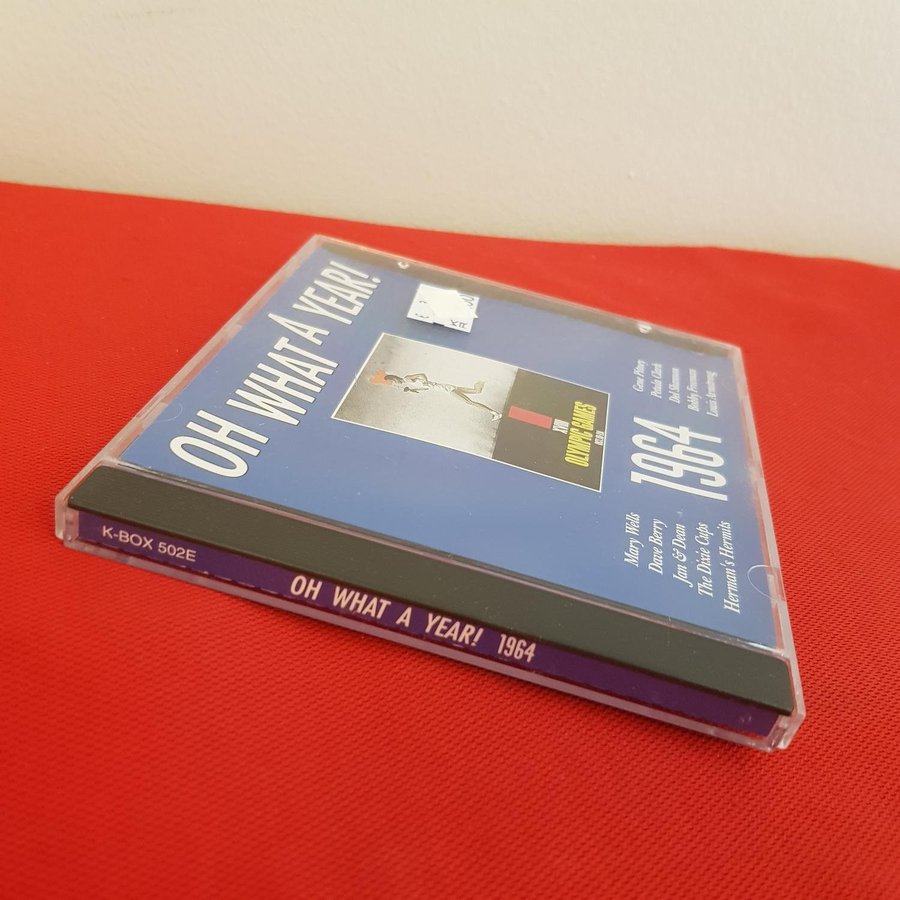 OH WHAT A YEAR!
XVIII
OLYMPIC GAMES
1964
Gene Pitney
Petula Clark
Del Shannon
Bobby Freeman
Louis Armstrong
Mary Wells
Dave Berry
Jan & Dean
The Dixie Cups
Herman's Hermits
K-BOX 502E
OH WHAT A YEAR! 1964